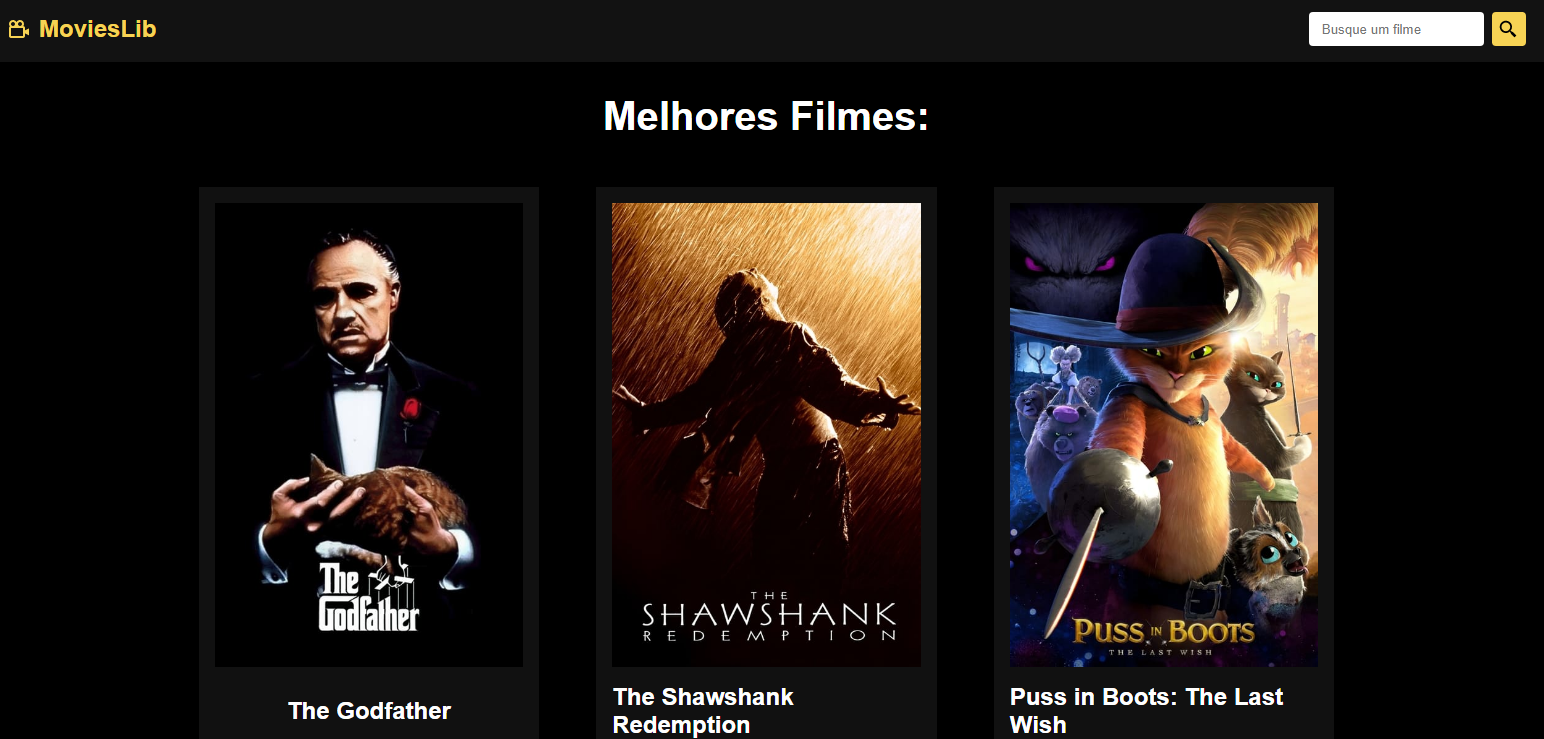 MoviesLib
Busque um filme
Melhores Filmes:
The
Godfather
THE
SHAWSHANK
REDEMPTION
PUSS IN BOOTS
THE LAST WISH
The Godfather
The Shawshank
Redemption
Puss in Boots: The Last
Wish